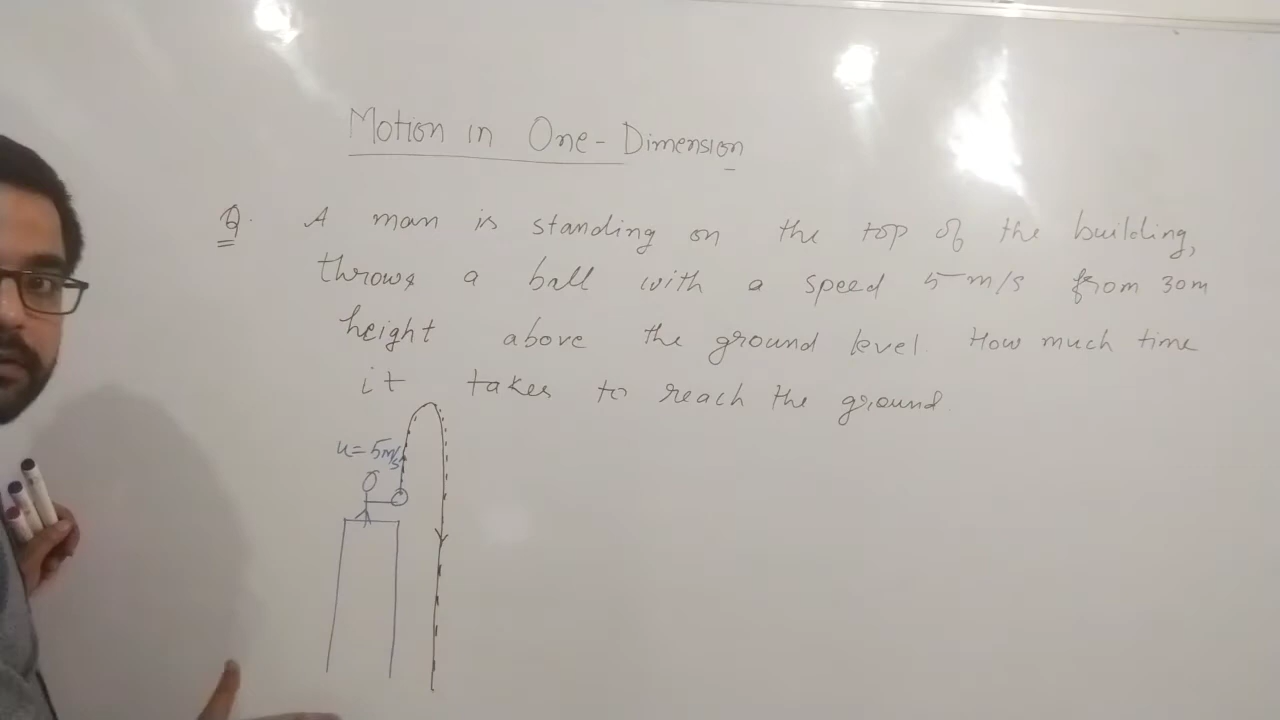 Motion in One-Dimension
Q. A man is standing on the top of the building,
throws a ball with a speed 5 m/s from 30m
height above the ground level. How much time
it takes to reach the ground.
u = 5m/s